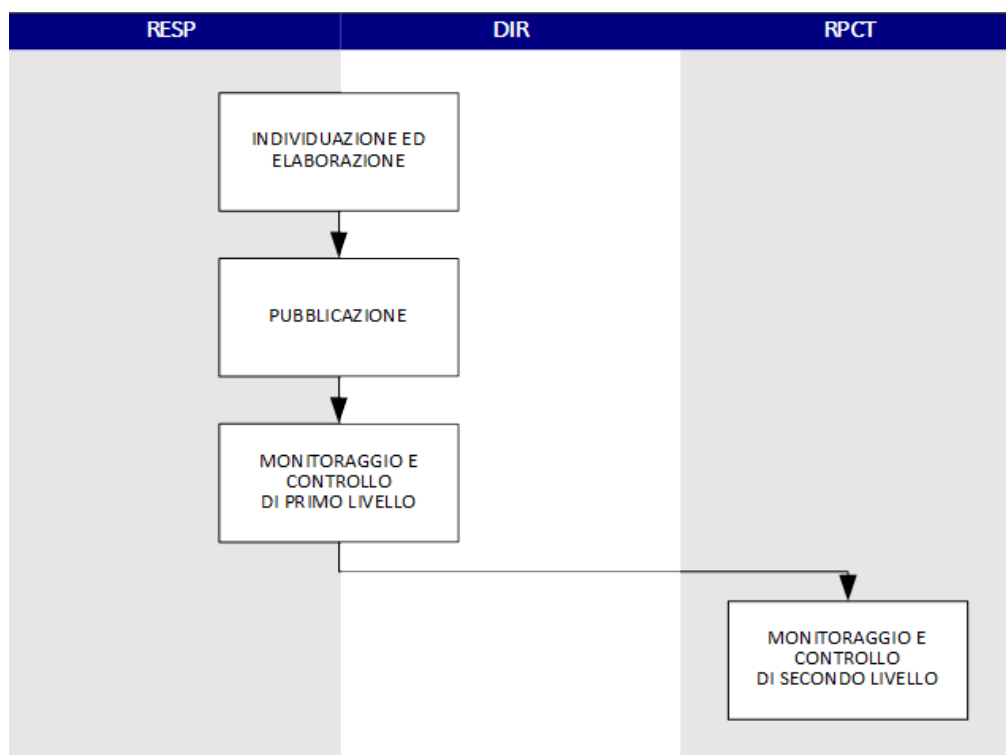 RESP
DIR
RPCT
INDIVIDUAZIONE ED
ELABORAZIONE
PUBBLICAZIONE
MONITORAGGIO E
CONTROLLO
DI PRIMO LIVELLO
MONITORAGGIO E
CONTROLLO
DI SECONDO LIVELLO